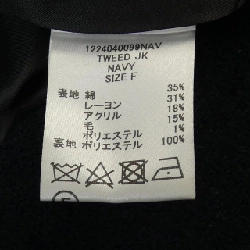 1224040099NAV
TWEED JK
NAVY
SIZE F
表地 綿 35%
レーヨン 31%
アクリル 18%
毛 15%
ポリエステル 1%
裏地 ポリエステル 100%